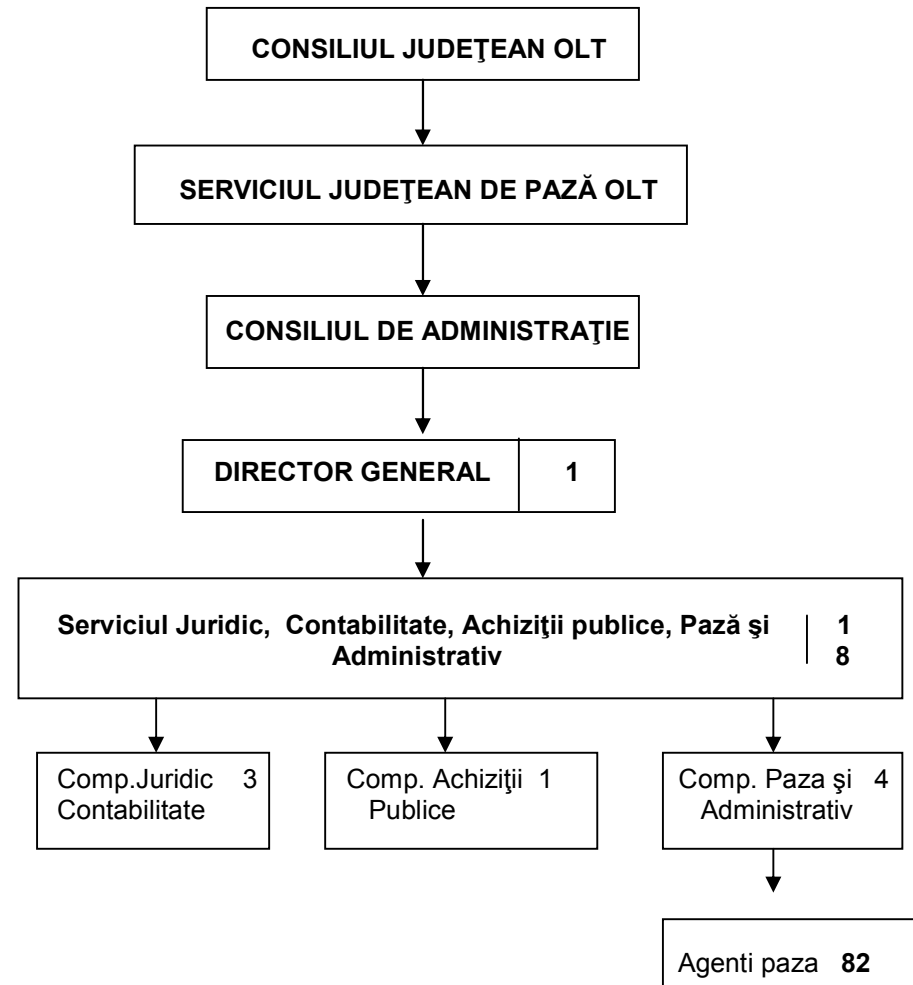 CONSILIUL JUDEŢEAN OLT
SERVICIUL JUDEŢEAN DE PAZĂ OLT
CONSILIUL DE ADMINISTRAŢIE
DIRECTOR GENERAL 1
Serviciul Juridic, Contabilitate, Achiziţii publice, Pază şi 1
Administrativ 8
Comp.Juridic 3
Contabilitate
Comp. Achiziţii 1
Publice
Comp. Paza şi 4
Administrativ
Agenti paza 82